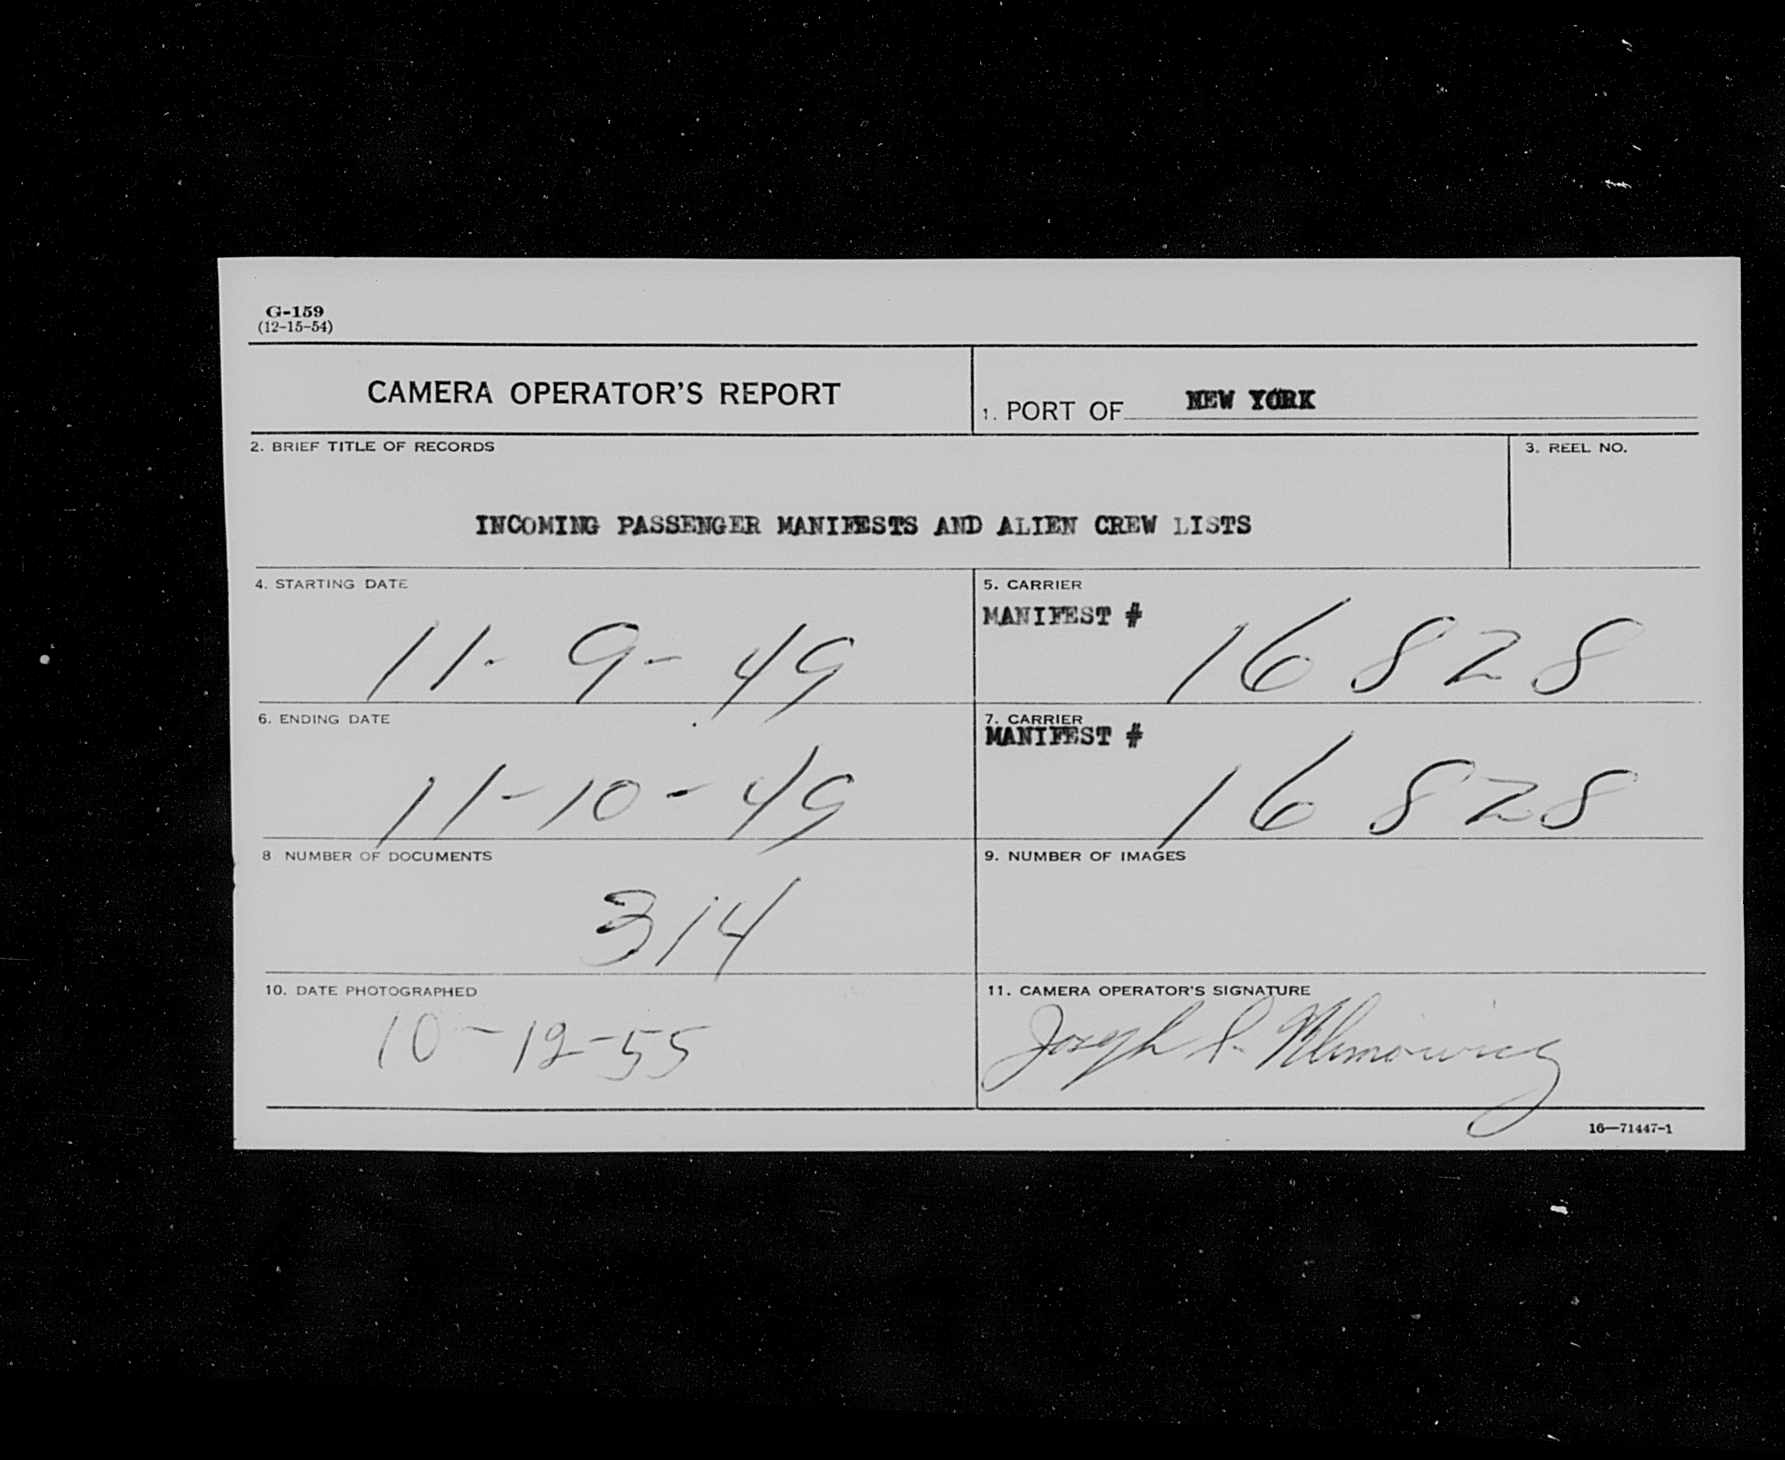 G-159
(12-15-54)
CAMERA OPERATOR'S REPORT
1. PORT OF NEW YORK
2. BRIEF TITLE OF RECORDS
INCOMING PASSENGER MANIFESTS AND ALIEN CREW LISTS
3. REEL NO.
4. STARTING DATE
11-9-49
5. CARRIER
MANIFEST # 16828
6. ENDING DATE
11-10-49
7. CARRIER
MANIFEST # 16828
8 NUMBER OF DOCUMENTS
314
9. NUMBER OF IMAGES
10. DATE PHOTOGRAPHED
10-12-55
11. CAMERA OPERATOR'S SIGNATURE
Joseph
16—71447-1